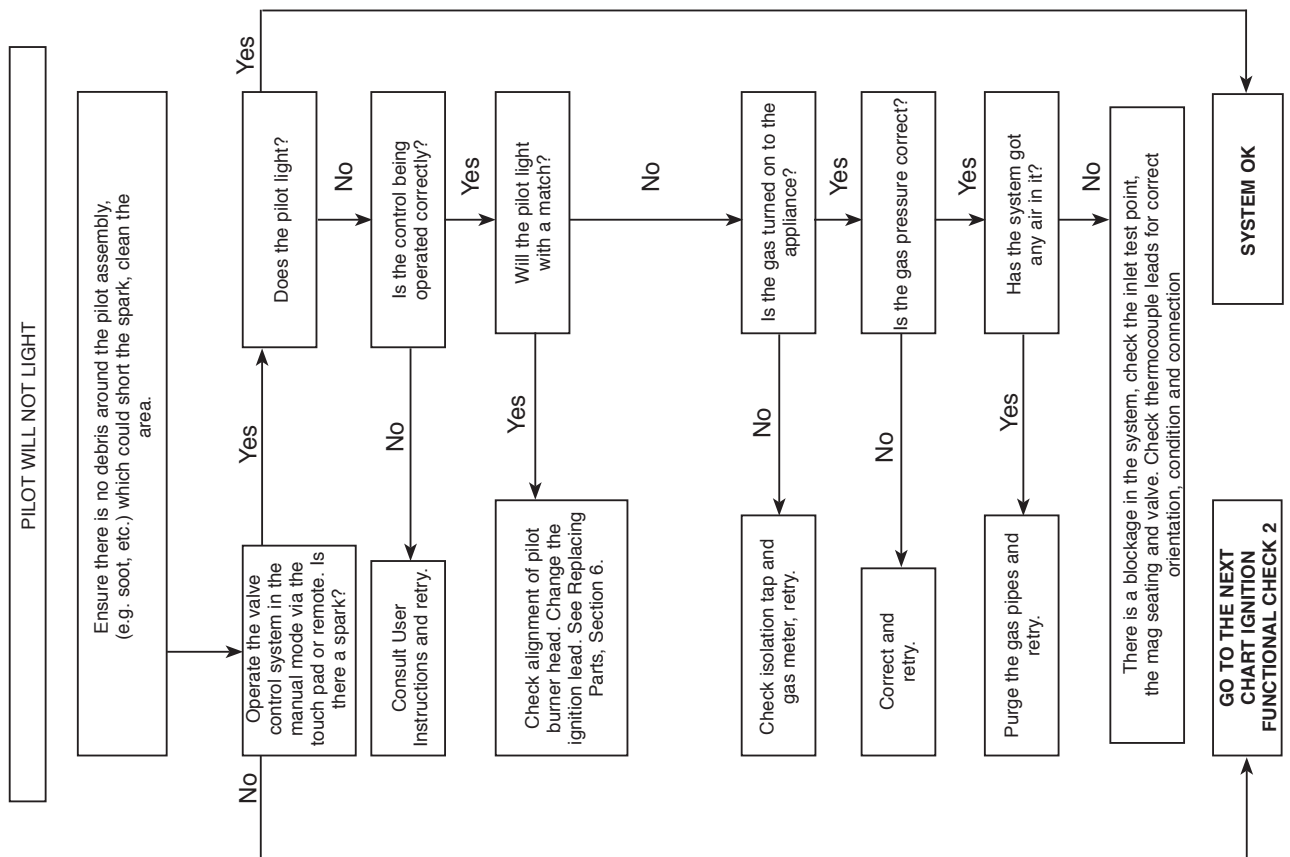 PILOT WILL NOT LIGHT
Ensure there is no debris around the pilot assembly,
(e.g. soot, etc.) which could short the spark, clean the
area.
Operate the valve
control system in the
manual mode via the
touch pad or remote. Is
there a spark?
No
Yes
Does the pilot light?
Yes
No
Is the control being
operated correctly?
No
Consult User
Instructions and retry.
Yes
Will the pilot light
with a match?
Yes
Check alignment of pilot
burner head. Change the
ignition lead. See Replacing
Parts, Section 6.
No
Is the gas turned on to the
appliance?
No
Check isolation tap and
gas meter, retry.
Yes
Is the gas pressure correct?
No
Correct and
retry.
Yes
Has the system got
any air in it?
Yes
Purge the gas pipes and
retry.
No
There is a blockage in the system, check the inlet test point,
the mag seating and valve. Check thermocouple leads for correct
orientation, condition and connection
GO TO THE NEXT
CHART IGNITION
FUNCTIONAL CHECK 2
SYSTEM OK